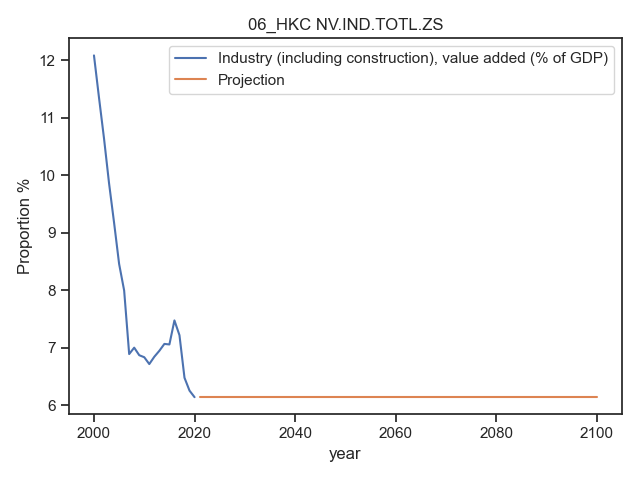 06_HKC NV.IND.TOTL.ZS
Industry (including construction), value added (% of GDP)
Projection
12
11
10
9
8
7
6
Proportion %
2000
2020
2040
2060
2080
2100
year